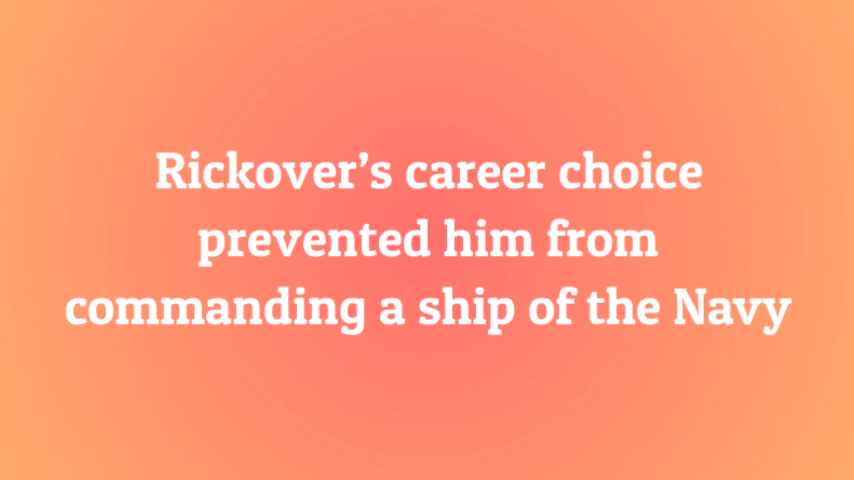 Rickover’s career choice
prevented him from
commanding a ship of the Navy